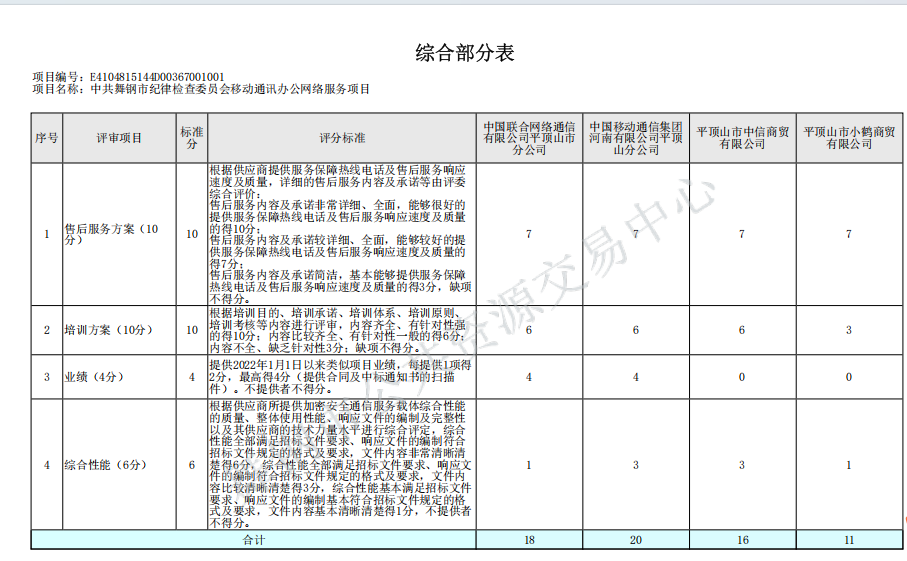 综合部分表
项目编号：E4104815144D00367001001
项目名称：中共舞钢市纪律检查委员会移动通讯办公网络服务项目
序号
评审项目
标准
分
评分标准
中国联合网络通信
有限公司平顶山市
分公司
中国移动通信集团
河南有限公司平顶
山分公司
平顶山市中信商贸
有限公司
平顶山市小鹤商贸
有限公司
1
售后服务方案（10
分）
10
根据供应商提供服务保障热线电话及售后服务响应
速度及质量，详细的售后服务内容及承诺等由评委
综合评价：
售后服务内容及承诺非常详细、全面，能够很好的
提供服务保障热线电话及售后服务响应速度及质量
的得10分；
售后服务内容及承诺较详细、全面，能够较好的提
供服务保障热线电话及售后服务响应速度及质量的
得7分；
售后服务内容及承诺简洁，基本能够提供服务保障
热线电话及售后服务响应速度及质量的得3分，缺项
不得分。
7
7
7
7
2
培训方案（10分）
10
根据培训目的、培训承诺、培训体系、培训原则、
培训考核等内容进行评审，内容齐全、有针对性强
的得10分；内容比较齐全、有针对性一般的得6分；
内容不全、缺乏针对性3分；缺项不得分。
6
6
6
3
3
业绩（4分）
4
提供2022年1月1日以来类似项目业绩，每提供1项得
2分，最高得4分（提供合同及中标通知书的扫描
件）。不提供者不得分。
4
4
0
0
4
综合性能（6分）
6
根据供应商所提供加密安全通信服务载体综合性能
的质量、整体使用性能、响应文件的编制及完整性
以及其供应商的技术力量水平进行综合评定，综合
性能全部满足招标文件要求、响应文件的编制符合
招标文件规定的格式及要求，文件内容非常清晰清
楚得6分，综合性能全部满足招标文件要求、响应文
件的编制符合招标文件规定的格式及要求，文件内
容比较清晰清楚得3分，综合性能基本满足招标文件
要求、响应文件的编制基本符合招标文件规定的格
式及要求，文件内容基本清晰清楚得1分，不提供者
不得分。
1
3
3
1
合计
18
20
16
11
公共资源交易中心